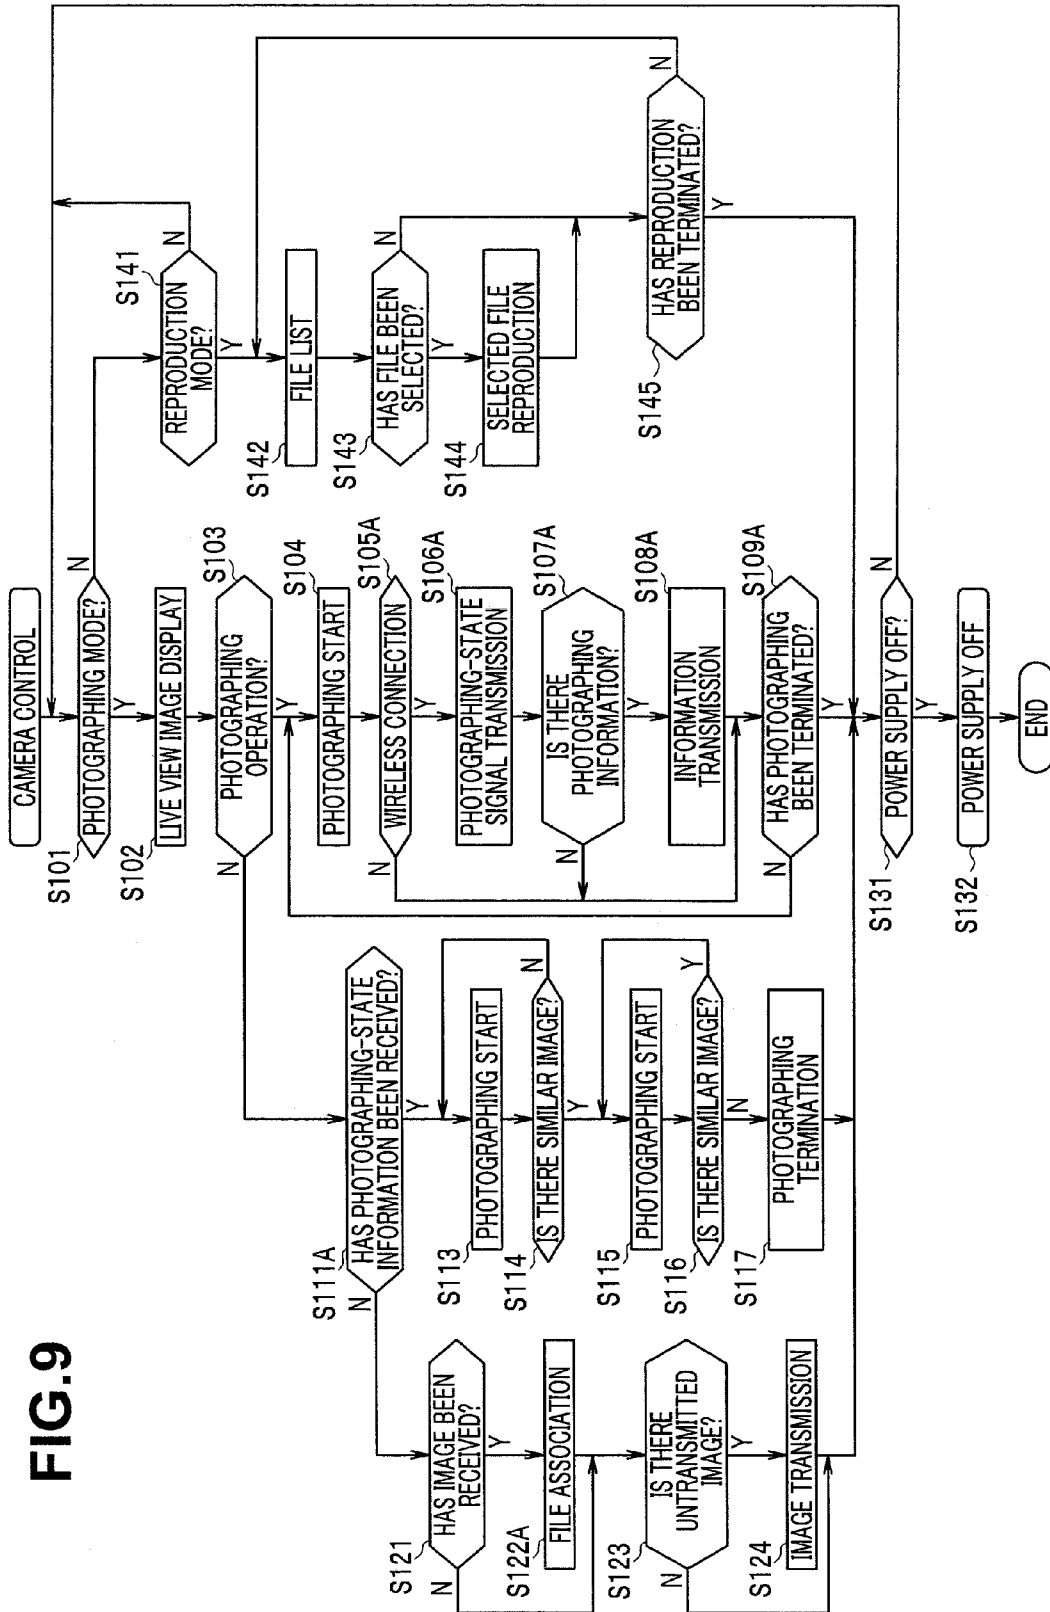 FIG.9
CAMERA CONTROL
S101
PHOTOGRAPHING MODE?
N
Y
S102
LIVE VIEW IMAGE DISPLAY
S103
PHOTOGRAPHING
OPERATION?
N
Y
S104
PHOTOGRAPHING START
S105A
WIRELESS CONNECTION
N
Y
S106A
PHOTOGRAPHING-STATE
SIGNAL TRANSMISSION
S107A
IS THERE
PHOTOGRAPHING
INFORMATION?
N
Y
S108A
INFORMATION
TRANSMISSION
S109A
HAS PHOTOGRAPHING
BEEN TERMINATED?
N
Y
S131
POWER SUPPLY OFF?
N
Y
S132
POWER SUPPLY OFF
END
S141
REPRODUCTION
MODE?
N
Y
S142
FILE LIST
S143
HAS FILE BEEN
SELECTED?
N
Y
S144
SELECTED FILE
REPRODUCTION
S145
HAS REPRODUCTION
BEEN TERMINATED?
N
Y
S111A
HAS PHOTOGRAPHING-STATE
INFORMATION BEEN RECEIVED?
N
Y
S113
PHOTOGRAPHING START
S114
IS THERE SIMILAR IMAGE?
N
Y
S115
PHOTOGRAPHING START
S116
IS THERE SIMILAR IMAGE?
Y
N
S117
PHOTOGRAPHING
TERMINATION
S121
HAS IMAGE BEEN
RECEIVED?
N
Y
S122A
FILE ASSOCIATION
S123
IS THERE
UNTRANSMITTED
IMAGE?
N
Y
S124
IMAGE TRANSMISSION